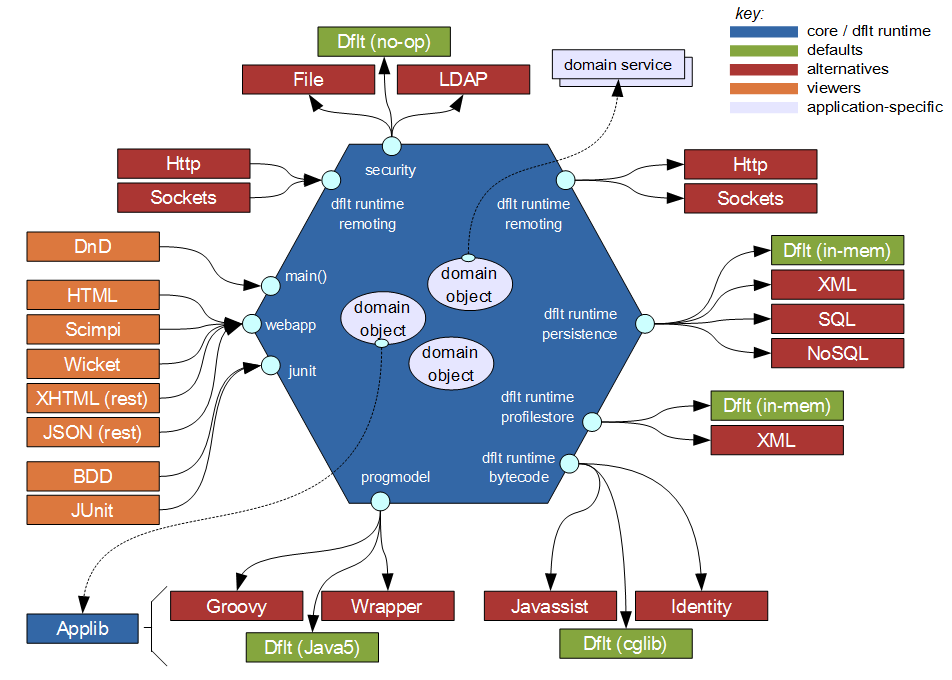 key:
core / dflt runtime
defaults
alternatives
viewers
application-specific
Dflt (no-op)
File
LDAP
domain service
security
Http
Sockets
dflt runtime
remoting
dflt runtime
remoting
Http
Sockets
DnD
main()
HTML
Scimpi
Wicket
XHTML (rest)
JSON (rest)
webapp
BDD
JUnit
junit
domain
object
domain
object
domain
object
dflt runtime
persistence
Dflt (in-mem)
XML
SQL
NoSQL
dflt runtime
profilestore
Dflt (in-mem)
XML
dflt runtime
bytecode
progmodel
Applib
Groovy
Wrapper
Dflt (Java5)
Javassist
Identity
Dflt (cglib)